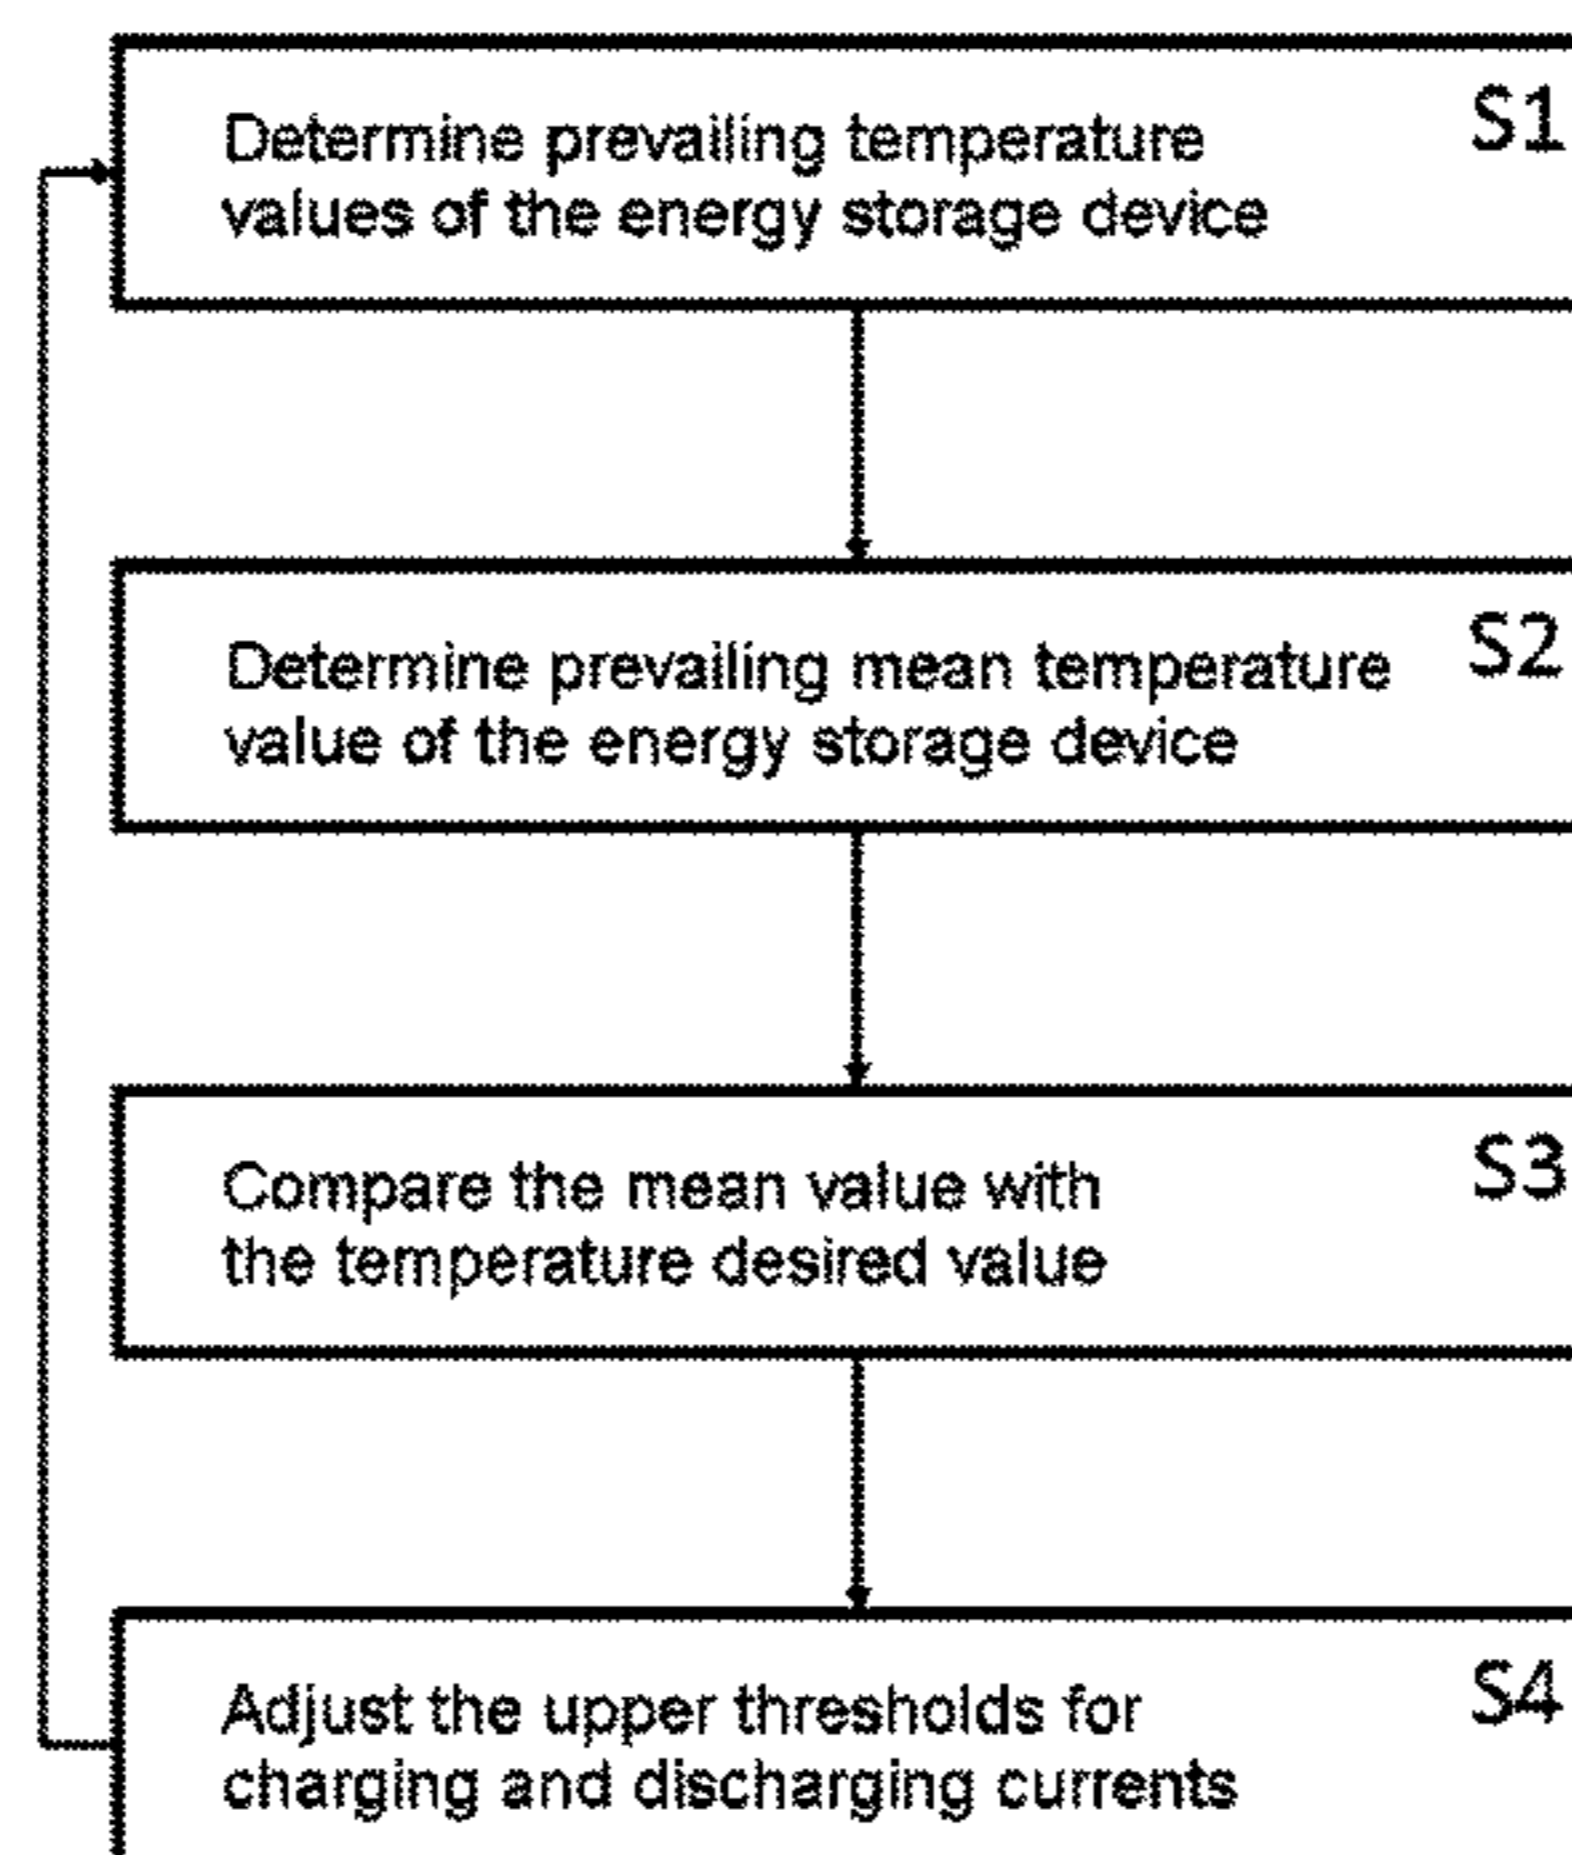 Determine prevailing temperature S1
values of the energy storage device
Determine prevailing mean temperature S2
value of the energy storage device
Compare the mean value with S3
the temperature desired value
Adjust the upper thresholds for S4
charging and discharging currents